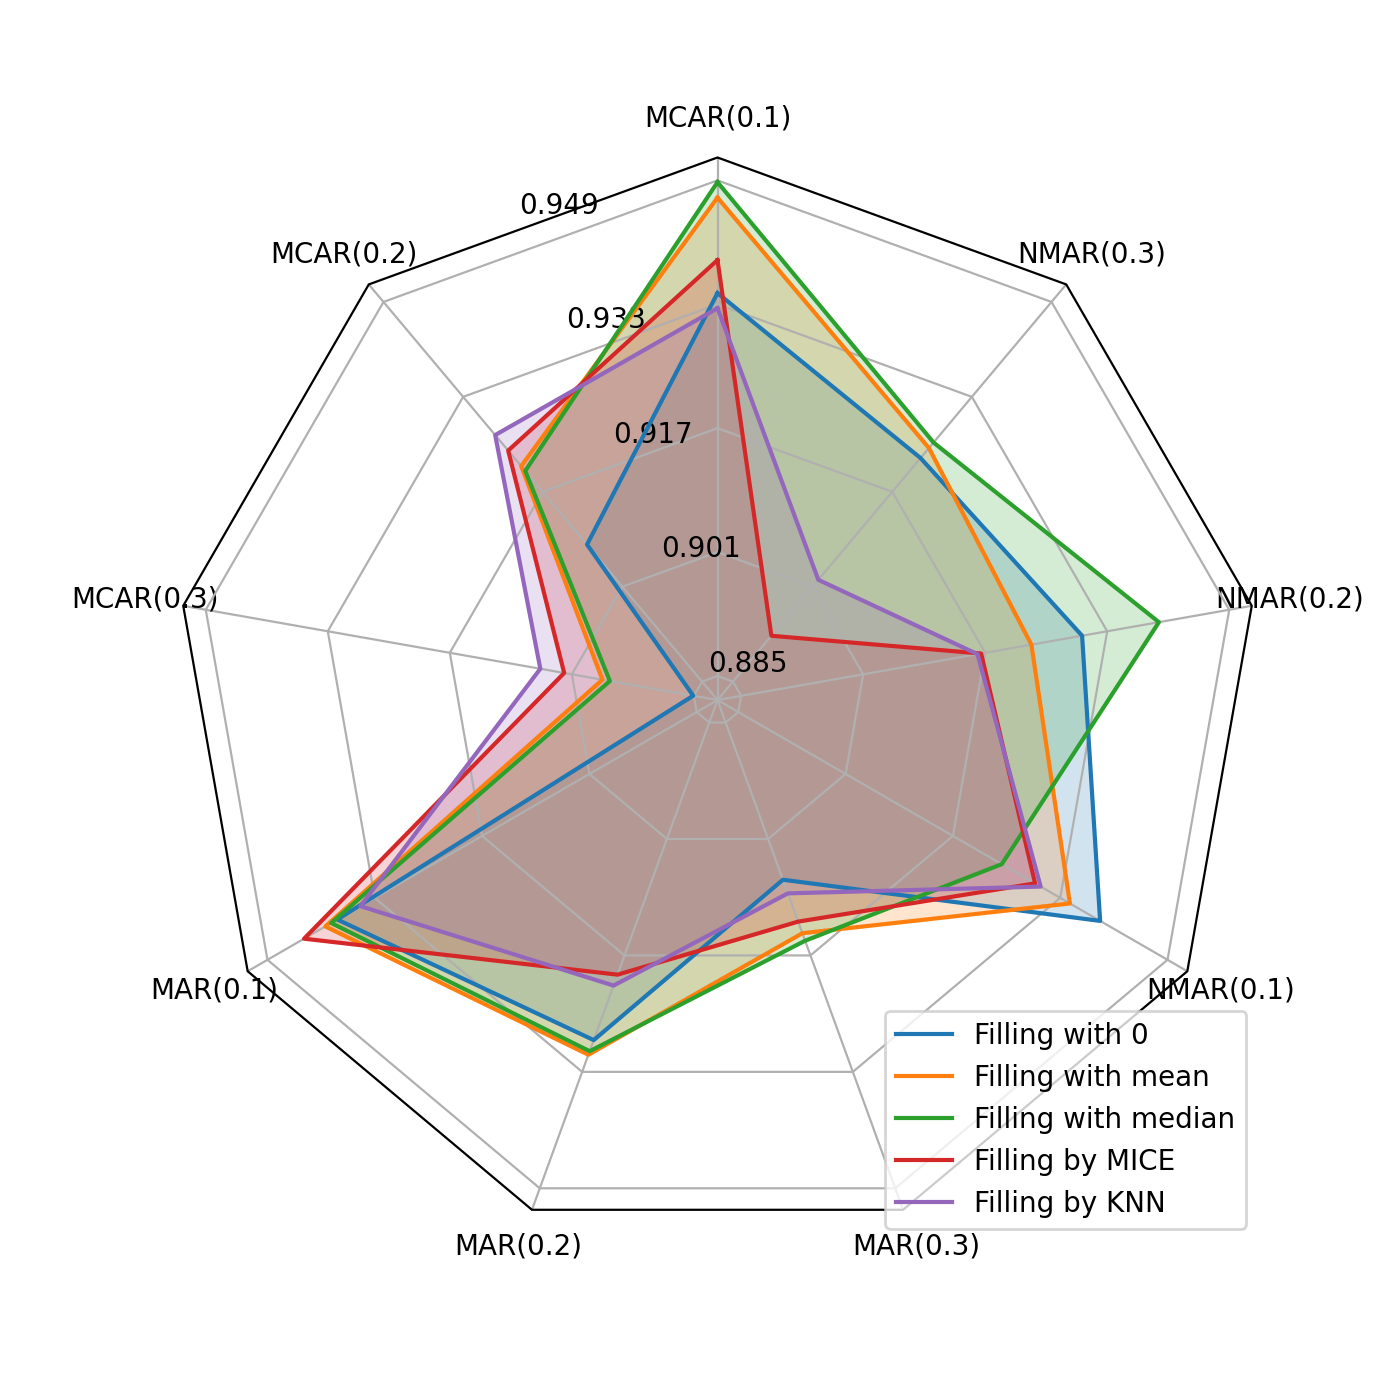 MCAR(0.1)
0.949
MCAR(0.2)
NMAR(0.3)
0.933
0.917
0.901
MCAR(0.3)
NMAR(0.2)
0.885
MAR(0.1)
NMAR(0.1)
Filling with 0
Filling with mean
Filling with median
Filling by MICE
Filling by KNN
MAR(0.2)
MAR(0.3)